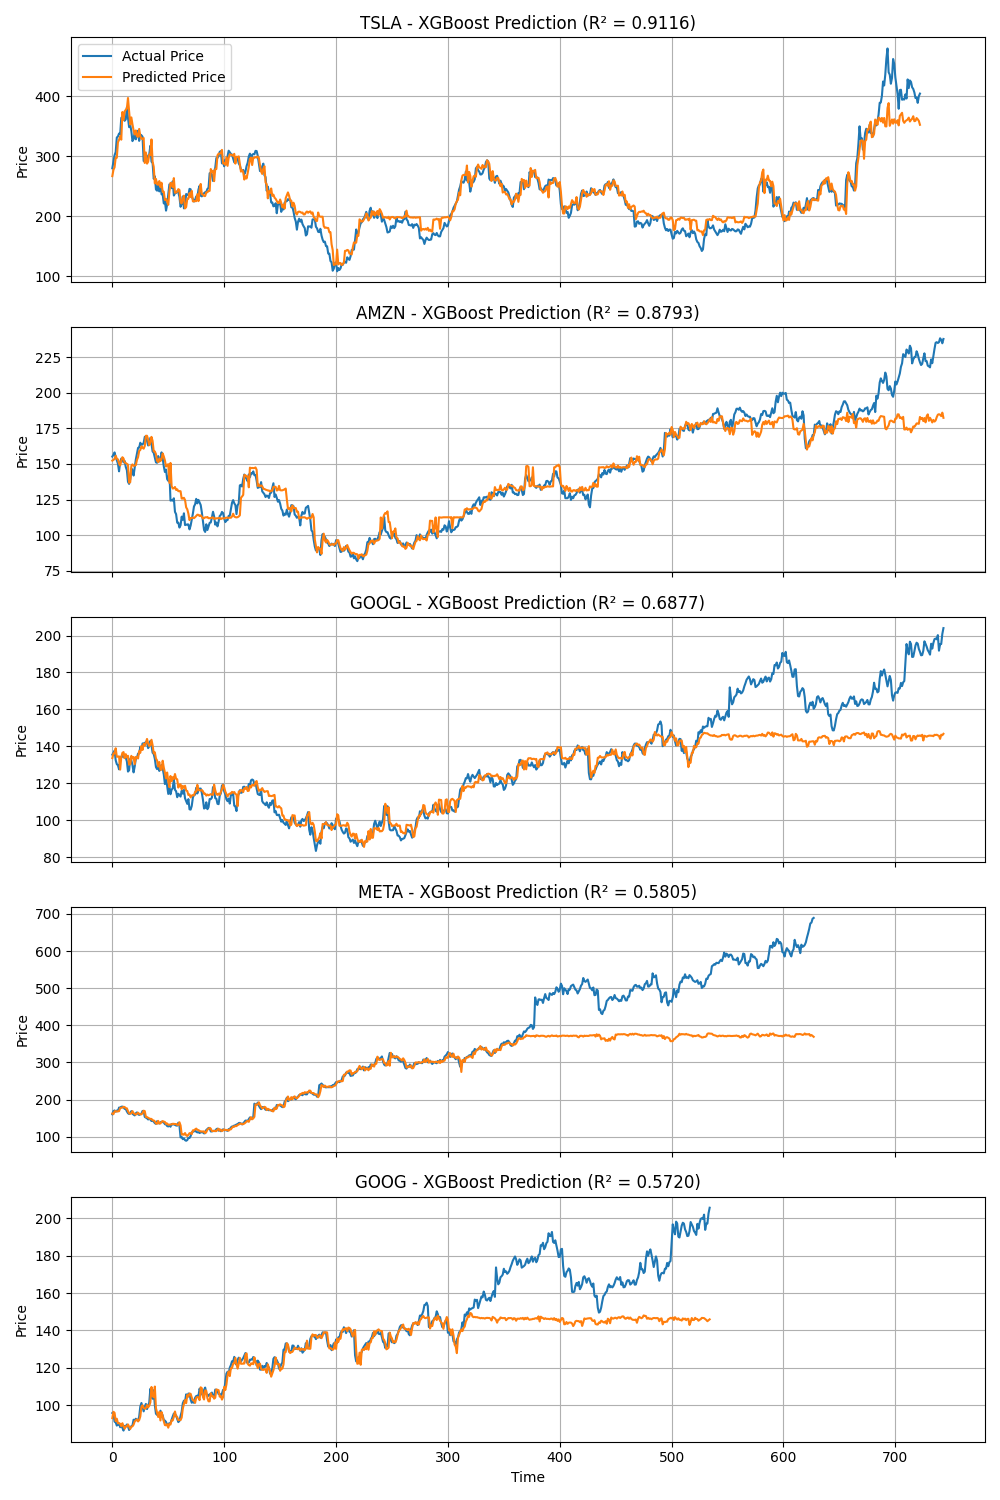 TSLA - XGBoost Prediction (R² = 0.9116)
Actual Price
Predicted Price
Price
400
300
200
100
AMZN - XGBoost Prediction (R² = 0.8793)
Price
225
200
175
150
125
100
75
GOOGL - XGBoost Prediction (R² = 0.6877)
Price
200
180
160
140
120
100
80
META - XGBoost Prediction (R² = 0.5805)
Price
700
600
500
400
300
200
100
GOOG - XGBoost Prediction (R² = 0.5720)
Price
200
180
160
140
120
100
0 100 200 300 400 500 600 700
Time